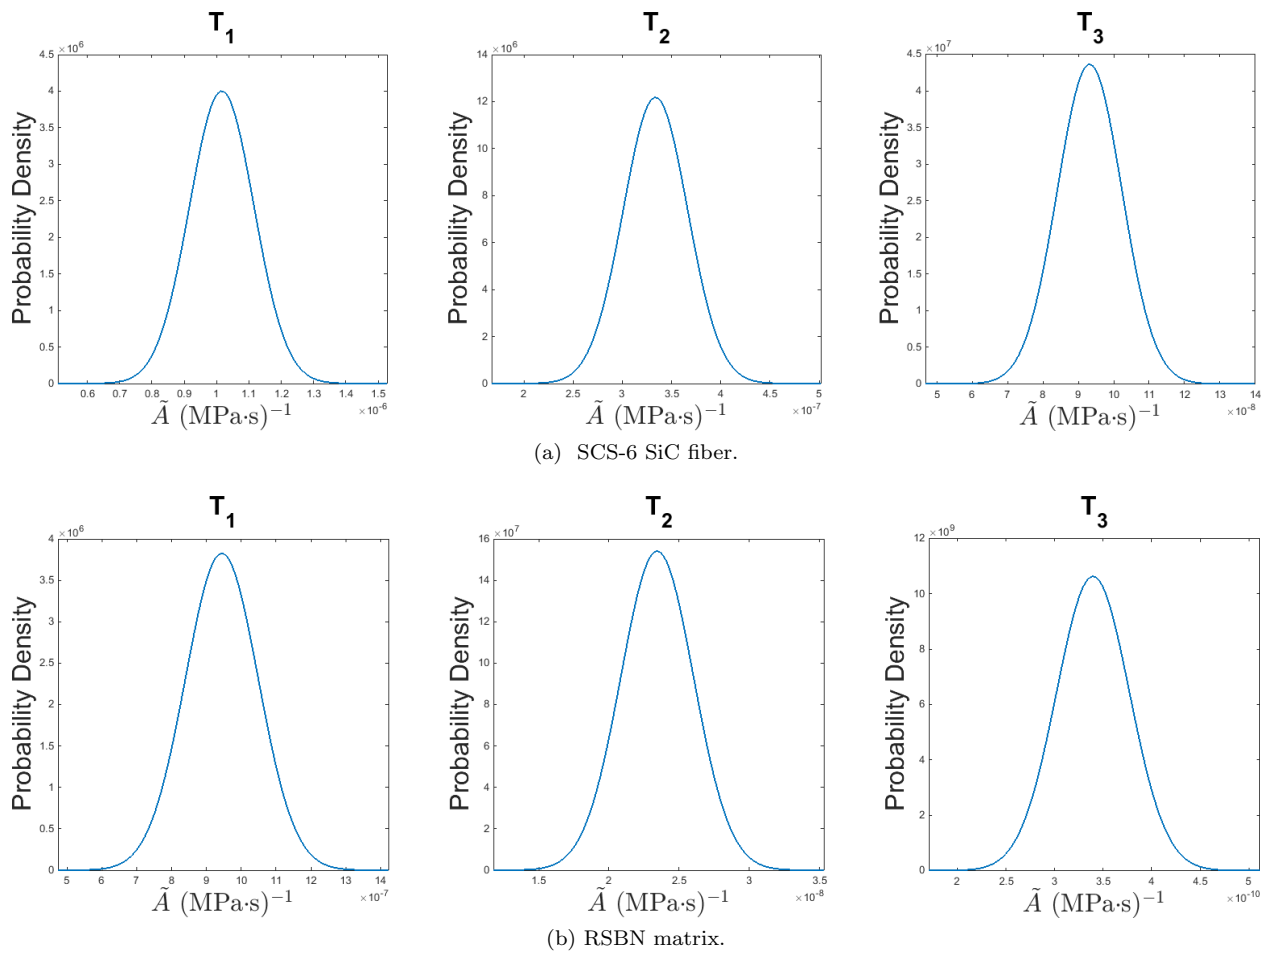 T1 T2 T3
×10^6 ×10^6 ×10^7
4.5 4 3.5 3 2.5 2 1.5 1 0.5 0
14 12 10 8 6 4 2 0
4.5 4 3.5 3 2.5 2 1.5 1 0.5 0
Probability Density Probability Density Probability Density
0.6 0.7 0.8 0.9 1 1.1 1.2 1.3 1.4 1.5
2 2.5 3 3.5 4 4.5 5
5 6 7 8 9 10 11 12 13 14
×10^-6 ×10^-7 ×10^-8
Ã (MPa·s)^−1 Ã (MPa·s)^−1 Ã (MPa·s)^−1
(a) SCS-6 SiC fiber.
T1 T2 T3
×10^6 ×10^7 ×10^9
4 3.5 3 2.5 2 1.5 1 0.5 0
16 14 12 10 8 6 4 2 0
12 10 8 6 4 2 0
Probability Density Probability Density Probability Density
5 6 7 8 9 10 11 12 13 14
1.5 2 2.5 3 3.5
2 2.5 3 3.5 4 4.5 5
×10^-7 ×10^-8 ×10^-10
Ã (MPa·s)^−1 Ã (MPa·s)^−1 Ã (MPa·s)^−1
(b) RSBN matrix.